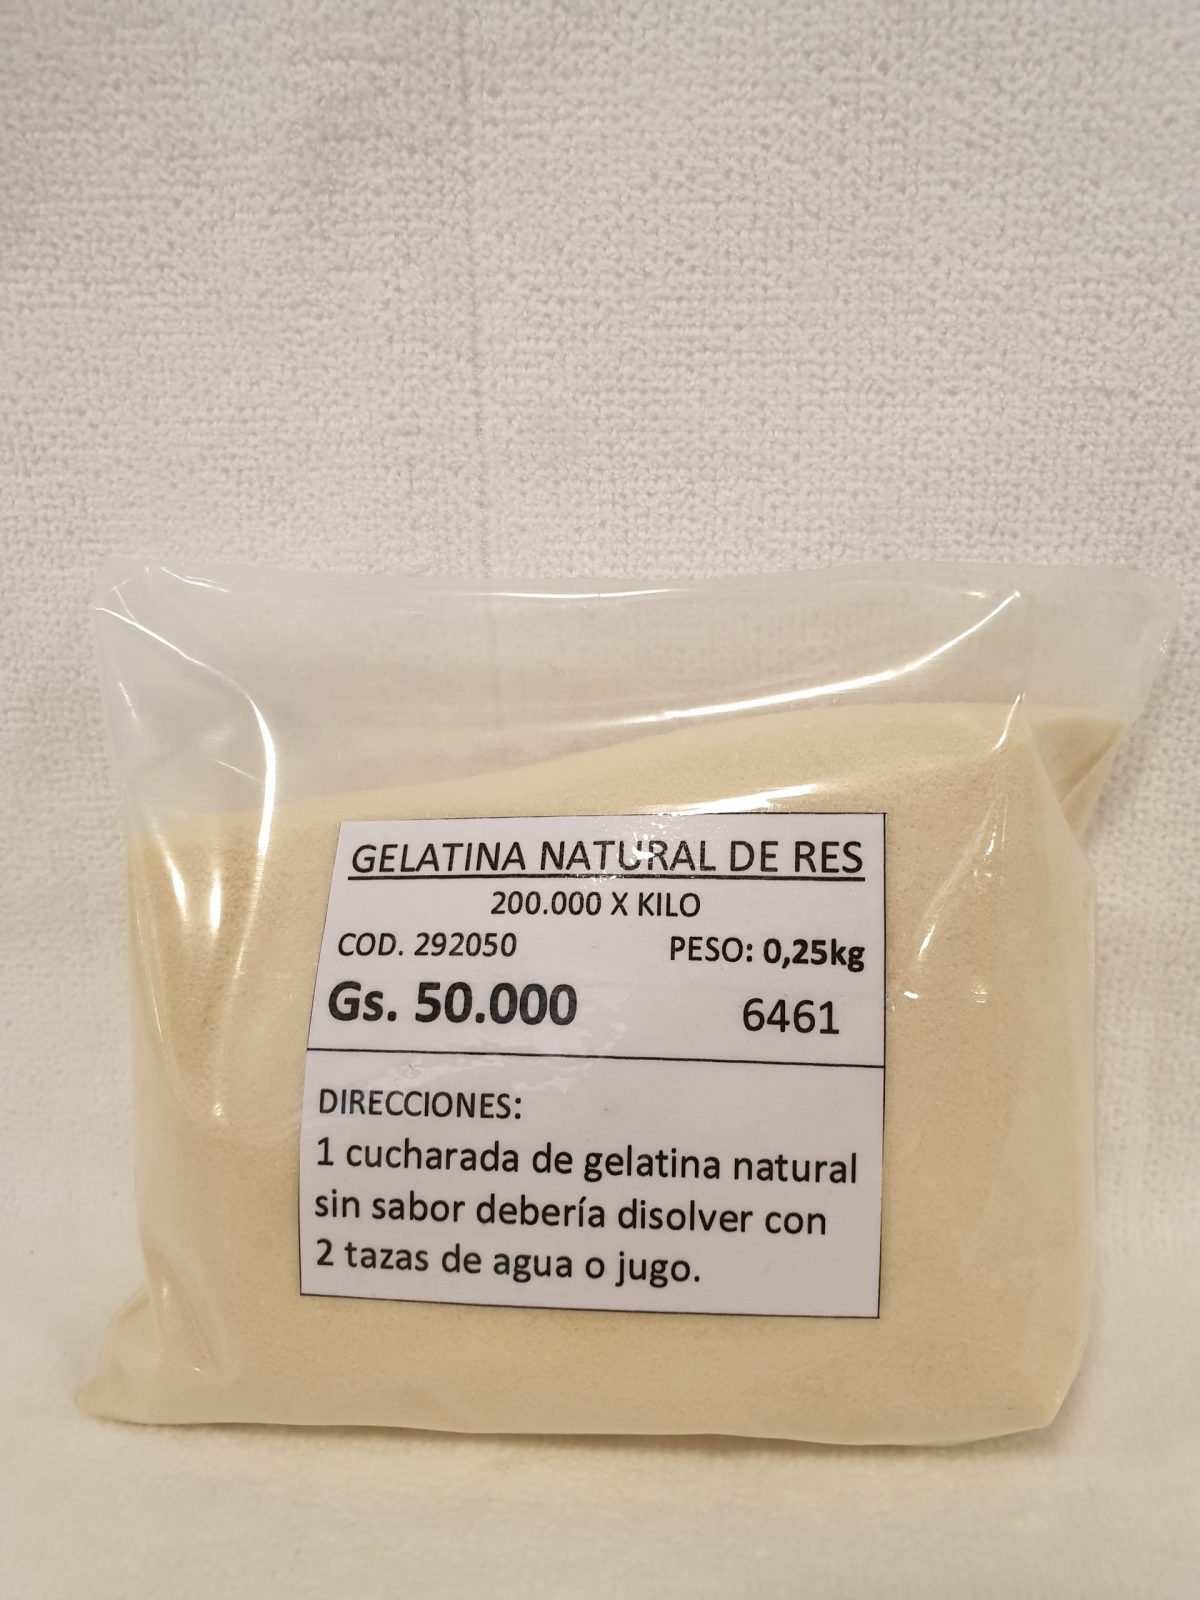 GELATINA NATURAL DE RES
200.000 X KILO
COD. 292050 PESO: 0,25kg
Gs. 50.000 6461
DIRECCIONES:
1 cucharada de gelatina natural
sin sabor debería disolver con
2 tazas de agua o jugo.